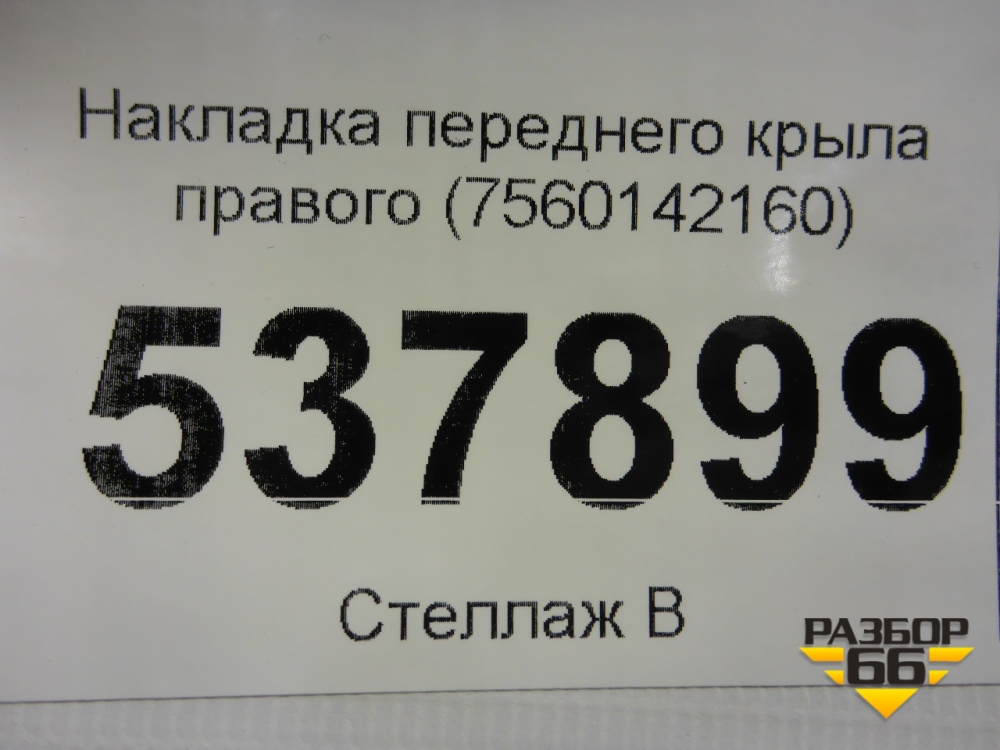 Накладка переднего крыла
правого (7560142160)
537899
Стеллаж В
РАЗБОР
66